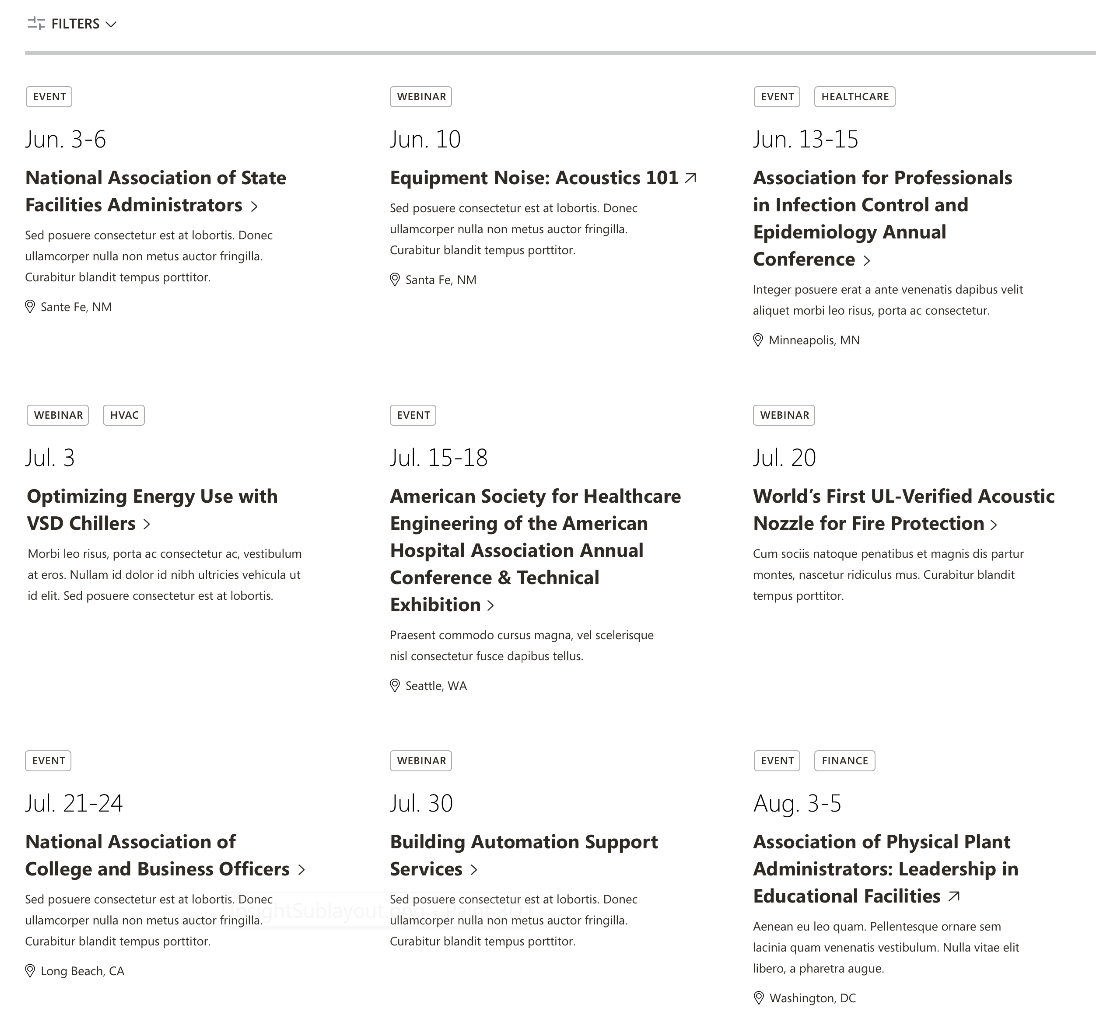 FILTERS
EVENT
Jun. 3-6
National Association of State
Facilities Administrators
Sed posuere consectetur est at lobortis. Donec
ullamcorper nulla non metus auctor fringilla.
Curabitur blandit tempus porttitor.
Sante Fe, NM
WEBINAR
Jun. 10
Equipment Noise: Acoustics 101
Sed posuere consectetur est at lobortis. Donec
ullamcorper nulla non metus auctor fringilla.
Curabitur blandit tempus porttitor.
Santa Fe, NM
EVENT HEALTHCARE
Jun. 13-15
Association for Professionals
in Infection Control and
Epidemiology Annual
Conference
Integer posuere erat a ante venenatis dapibus velit
aliquet morbi leo risus, porta ac consectetur.
Minneapolis, MN
WEBINAR HVAC
Jul. 3
Optimizing Energy Use with
VSD Chillers
Morbi leo risus, porta ac consectetur ac, vestibulum
at eros. Nullam id dolor id nibh ultricies vehicula ut
id elit. Sed posuere consectetur est at lobortis.
EVENT
Jul. 15-18
American Society for Healthcare
Engineering of the American
Hospital Association Annual
Conference & Technical
Exhibition
Praesent commodo cursus magna, vel scelerisque
nisl consectetur fusce dapibus tellus.
Seattle, WA
WEBINAR
Jul. 20
World's First UL-Verified Acoustic
Nozzle for Fire Protection
Cum sociis natoque penatibus et magnis dis partur
montes, nascetur ridiculus mus. Curabitur blandit
tempus porttitor.
EVENT
Jul. 21-24
National Association of
College and Business Officers
Sed posuere consectetur est at lobortis. Donec
ullamcorper nulla non metus auctor fringilla.
Curabitur blandit tempus porttitor.
Long Beach, CA
WEBINAR
Jul. 30
Building Automation Support
Services
Sed posuere consectetur est at lobortis. Donec
ullamcorper nulla non metus auctor fringilla.
Curabitur blandit tempus porttitor.
EVENT FINANCE
Aug. 3-5
Association of Physical Plant
Administrators: Leadership in
Educational Facilities
Aenean eu leo quam. Pellentesque ornare sem
lacinia quam venenatis vestibulum. Nulla vitae elit
libero, a pharetra augue.
Washington, DC